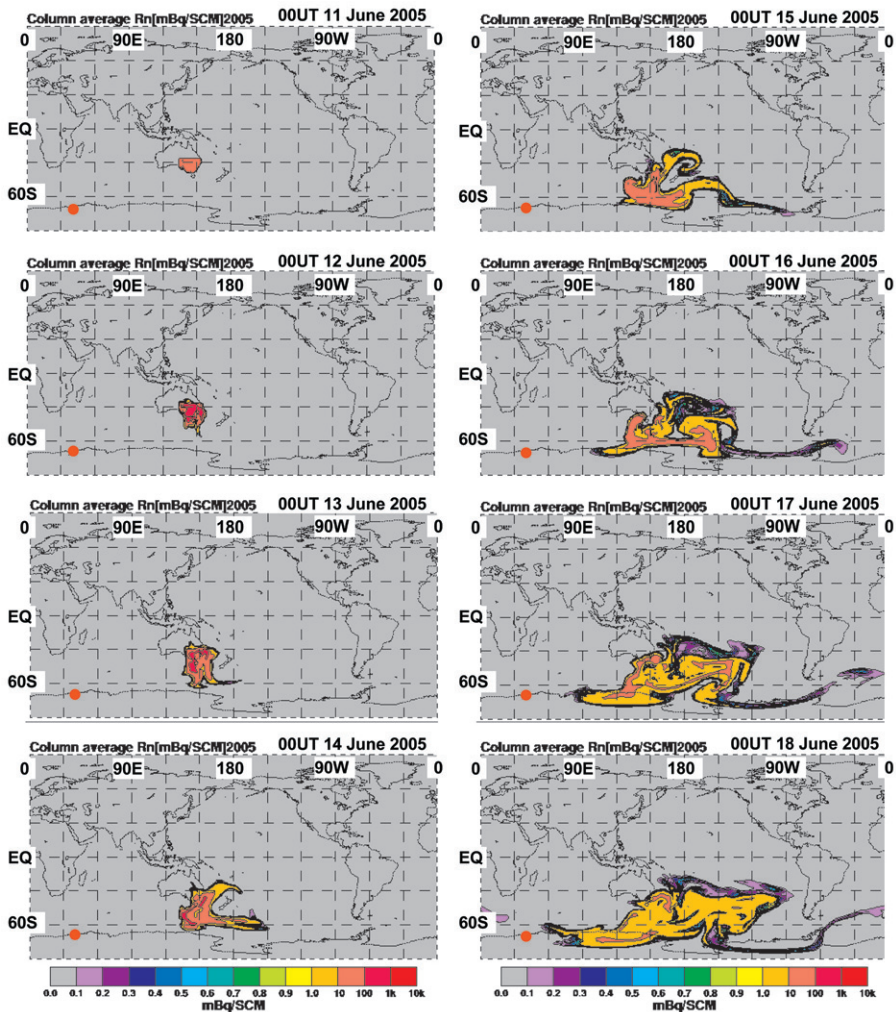 Column average Rn[mBq/SCM]2005 00UT 11 June 2005
0 90E 180 90W 0
EQ
60S
Column average Rn[mBq/SCM]2005 00UT 12 June 2005
0 90E 180 90W 0
EQ
60S
Column average Rn[mBq/SCM]2005 00UT 13 June 2005
0 90E 180 90W 0
EQ
60S
Column average Rn[mBq/SCM]2005 00UT 14 June 2005
0 90E 180 90W 0
EQ
60S
0.0 0.1 0.2 0.3 0.4 0.5 0.6 0.7 0.8 0.9 1.0 10 100 1k 10k
mBq/SCM
Column average Rn[mBq/SCM]2005 00UT 15 June 2005
0 90E 180 90W 0
EQ
60S
Column average Rn[mBq/SCM]2005 00UT 16 June 2005
0 90E 180 90W 0
EQ
60S
Column average Rn[mBq/SCM]2005 00UT 17 June 2005
0 90E 180 90W 0
EQ
60S
Column average Rn[mBq/SCM]2005 00UT 18 June 2005
0 90E 180 90W 0
EQ
60S
0.0 0.1 0.2 0.3 0.4 0.5 0.6 0.7 0.8 0.9 1.0 10 100 1k 10k
mBq/SCM